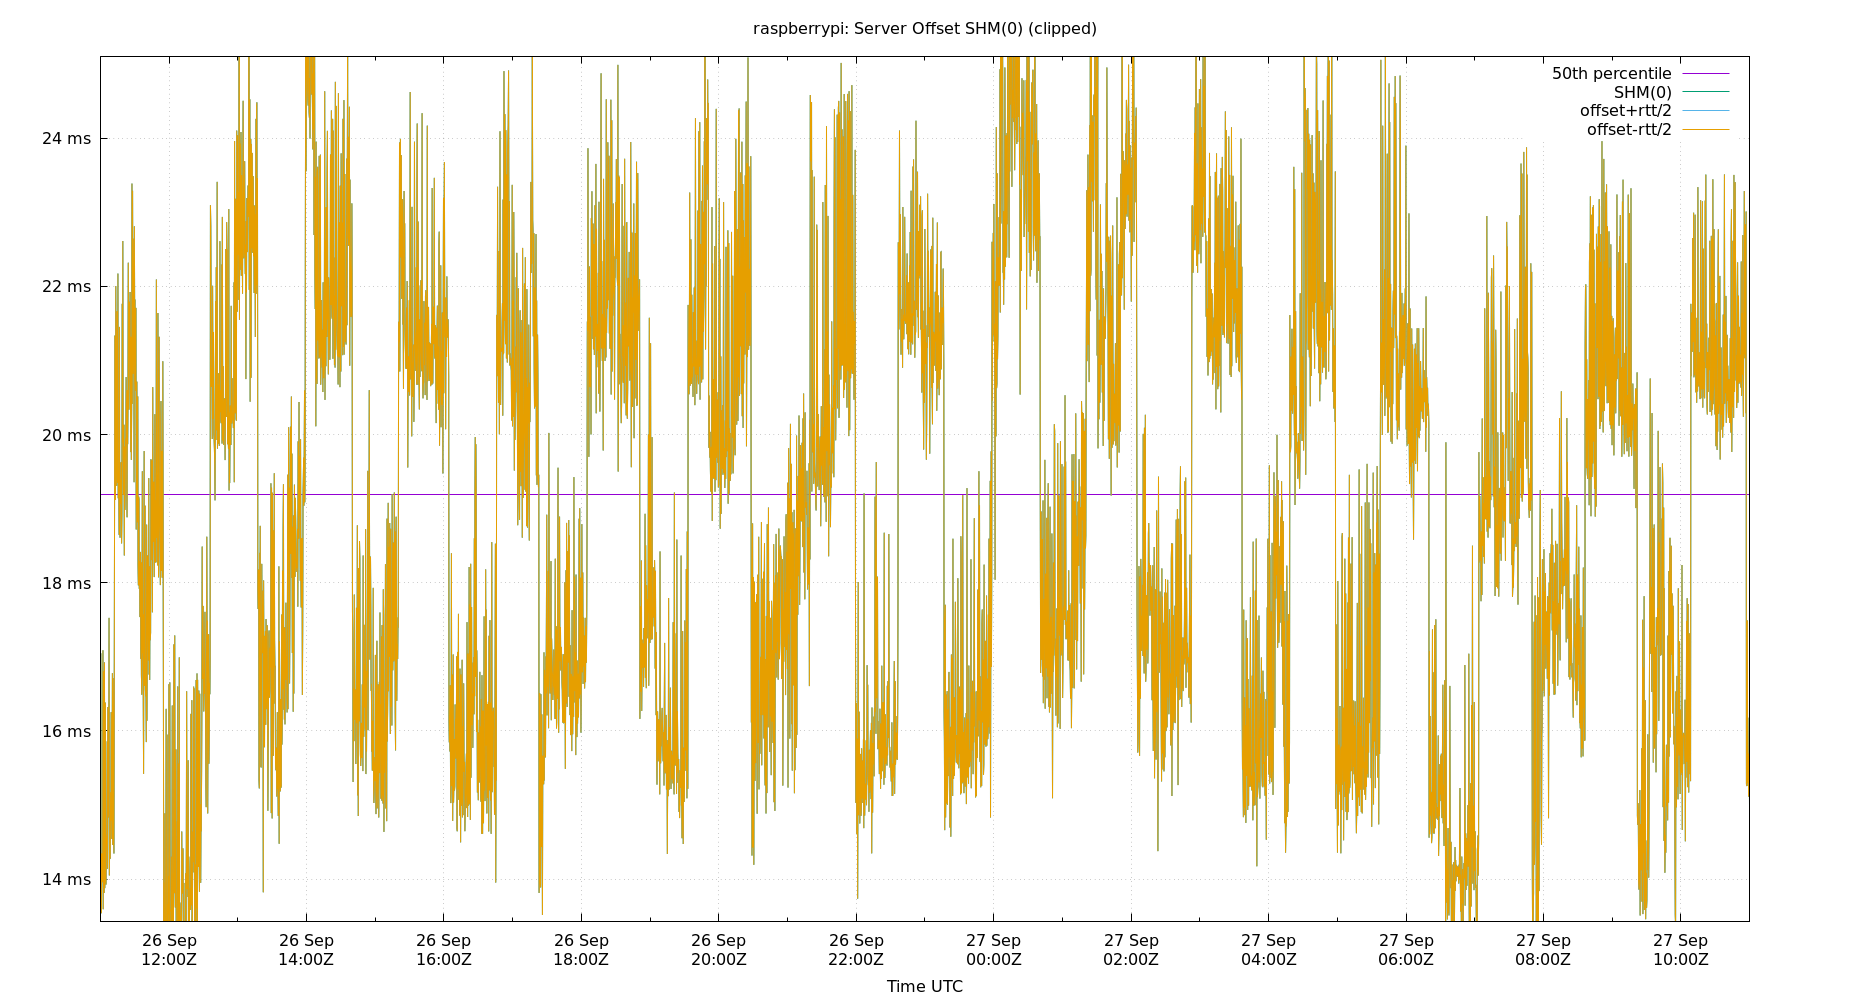 raspberrypi: Server Offset SHM(0) (clipped)
50th percentile
SHM(0)
offset+rtt/2
offset-rtt/2
24 ms
22 ms
20 ms
18 ms
16 ms
14 ms
26 Sep 26 Sep 26 Sep 26 Sep 26 Sep 26 Sep 27 Sep 27 Sep 27 Sep 27 Sep 27 Sep 27 Sep
12:00Z 14:00Z 16:00Z 18:00Z 20:00Z 22:00Z 00:00Z 02:00Z 04:00Z 06:00Z 08:00Z 10:00Z
Time UTC